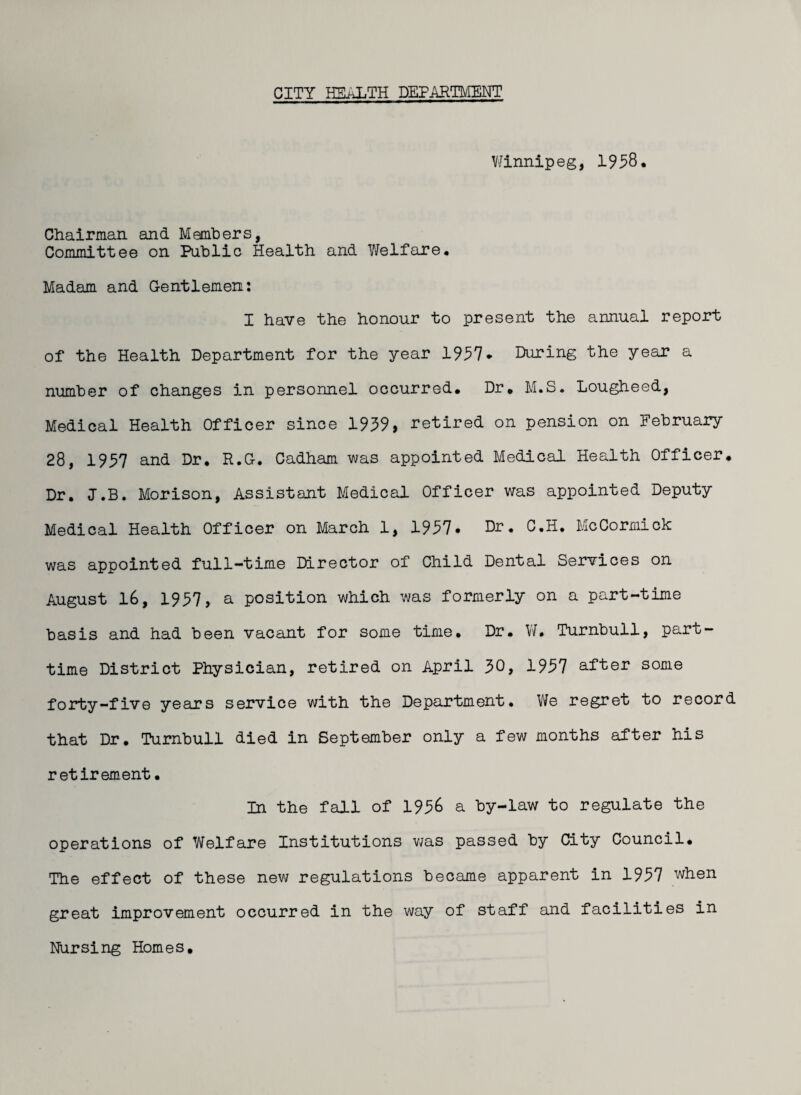 CITY HEALTH DEPARTMENT
Winnipeg, 1958.
Chairman and Members,
Committee on Public Health and Welfare.
Madam and Gentlemen:
I have the honour to present the annual report
of the Health Department for the year 1957. During the year a
number of changes in personnel occurred. Dr. M.S. Lougheed,
Medical Health Officer since 1939, retired on pension on February
28, 1957 and Dr. R.G. Cadham was appointed Medical Health Officer.
Dr. J.B. Morison, Assistant Medical Officer was appointed Deputy
Medical Health Officer on March 1, 1957. Dr. C.H. McCormick
was appointed full-time Director of Child Dental Services on
August 16, 1957, a position which was formerly on a part-time
basis and had been vacant for some time. Dr. W. Turnbull, part-
time District Physician, retired on April 30, 1957 after some
forty-five years service with the Department. We regret to record
that Dr. Turnbull died in September only a few months after his
retirement.
In the fall of 1956 a by-law to regulate the
operations of Welfare Institutions was passed by City Council.
The effect of these new regulations became apparent in 1957 when
great improvement occurred in the way of staff and facilities in
Nursing Homes.